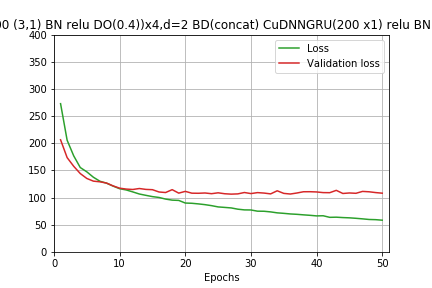 00 (3,1) BN relu DO(0.4))x4,d=2 BD(concat) CuDNNGRU(200 x1) relu BN
Loss
Validation loss
400
350
300
250
200
150
100
50
0
0 10 20 30 40 50
Epochs